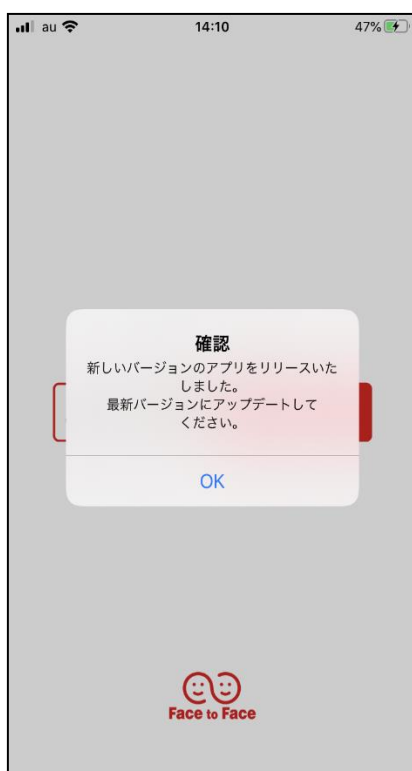 au 14:10 47%
確認
新しいバージョンのアプリをリリースいた
しました。
最新バージョンにアップデートして
ください。
OK
Face to Face